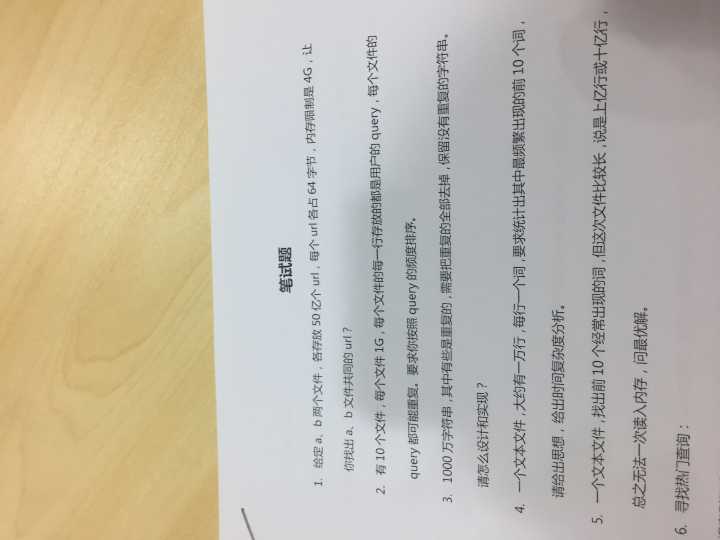 笔试题
1. 给定 a、b 两个文件，各存放 50 亿个 url，每个 url 各占 64 字节，内存限制是 4G，让
你找出 a、b 文件共同的 url？
2. 有 10 个文件，每个文件 1G，每个文件的每一行存放的都是用户的 query，每个文件的
query 都可能重复。要求你按照 query 的频度排序。
3. 1000 万字符串，其中有些是重复的，需要把重复的全部去掉，保留没有重复的字符串。
请怎么设计和实现？
4. 一个文本文件，大约有一万行，每行一个词，要求统计出其中最频繁出现的前 10 个词，
请给出思想，给出时间复杂度分析。
5. 一个文本文件，找出前 10 个经常出现的词，但这次文件比较长，说是上亿行或十亿行，
总之无法一次读入内存，问最优解。
6. 寻找热门查询：